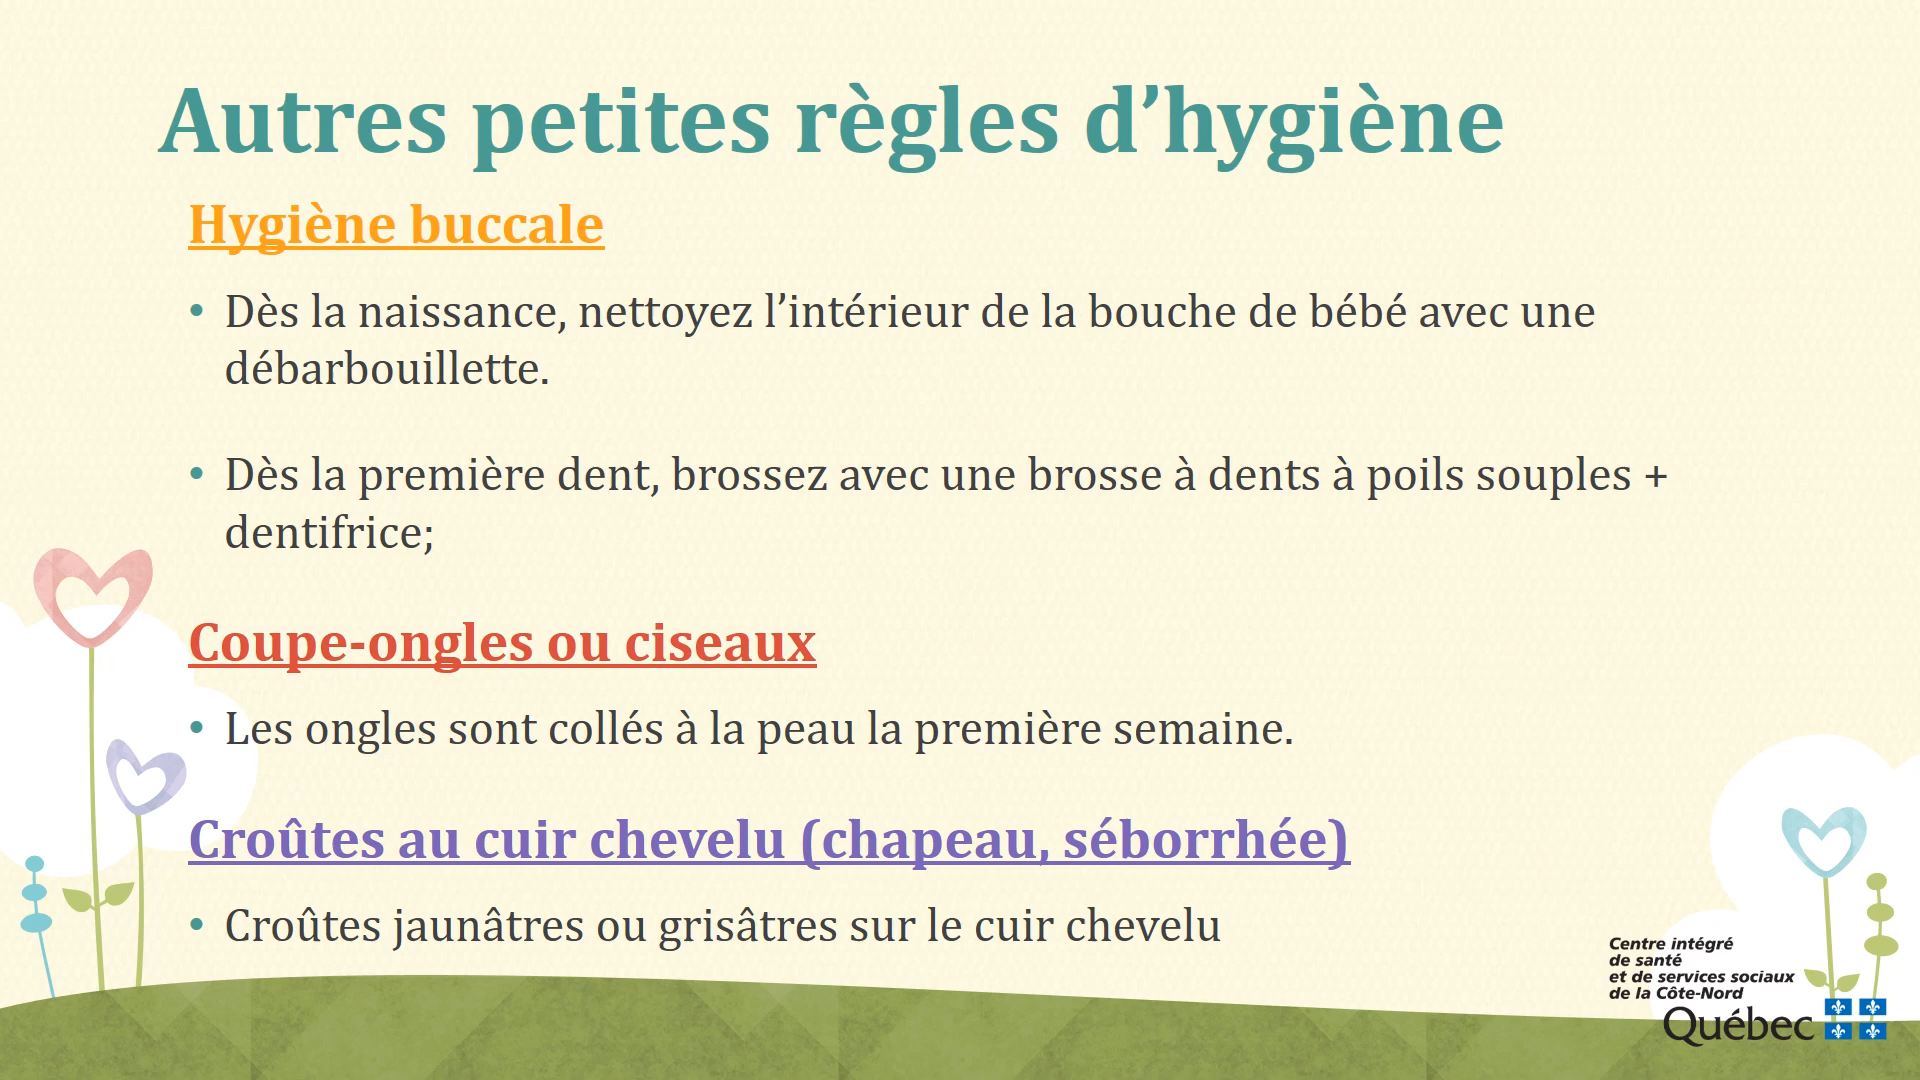 Autres petites règles d’hygiène
Hygiène buccale
• Dès la naissance, nettoyez l’intérieur de la bouche de bébé avec une
débarbouillette.
• Dès la première dent, brossez avec une brosse à dents à poils souples +
dentifrice;
Coupe-ongles ou ciseaux
• Les ongles sont collés à la peau la première semaine.
Croûtes au cuir chevelu (chapeau, séborrhée)
• Croûtes jaunâtres ou grisâtres sur le cuir chevelu
Centre intégré
de santé
et de services sociaux
de la Côte-Nord
Québec